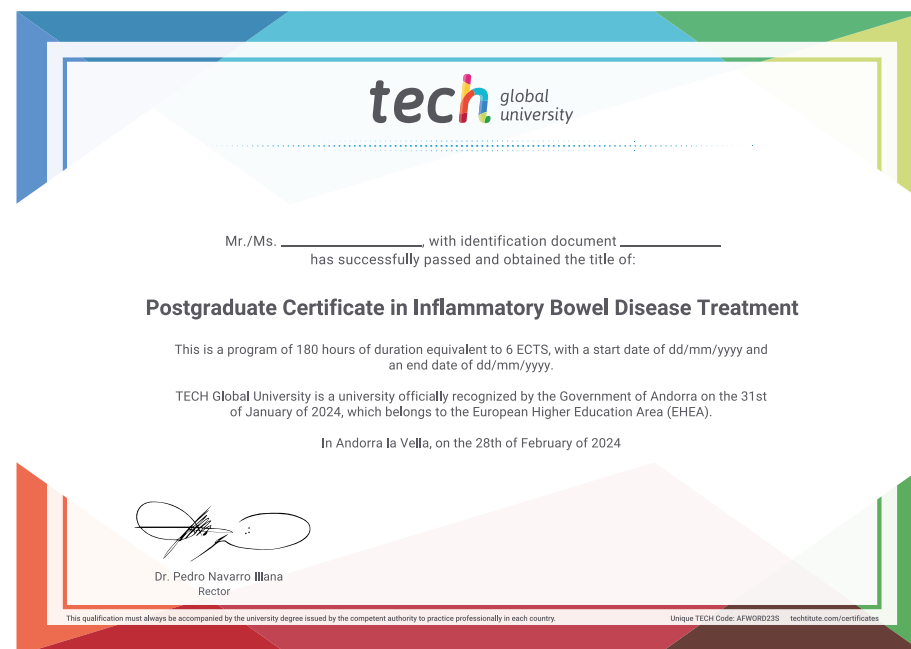 tech global university
Mr./Ms. ____________, with identification document ____________
has successfully passed and obtained the title of:
Postgraduate Certificate in Inflammatory Bowel Disease Treatment
This is a program of 180 hours of duration equivalent to 6 ECTS, with a start date of dd/mm/yyyy and
an end date of dd/mm/yyyy.
TECH Global University is a university officially recognized by the Government of Andorra on the 31st
of January of 2024, which belongs to the European Higher Education Area (EHEA).
In Andorra la Vella, on the 28th of February of 2024
Dr. Pedro Navarro Illana
Rector
This qualification must always be accompanied by the university degree issued by the competent authority to practice professionally in each country.
Unique TECH Code: AFWORD23S techtitute.com/certificates